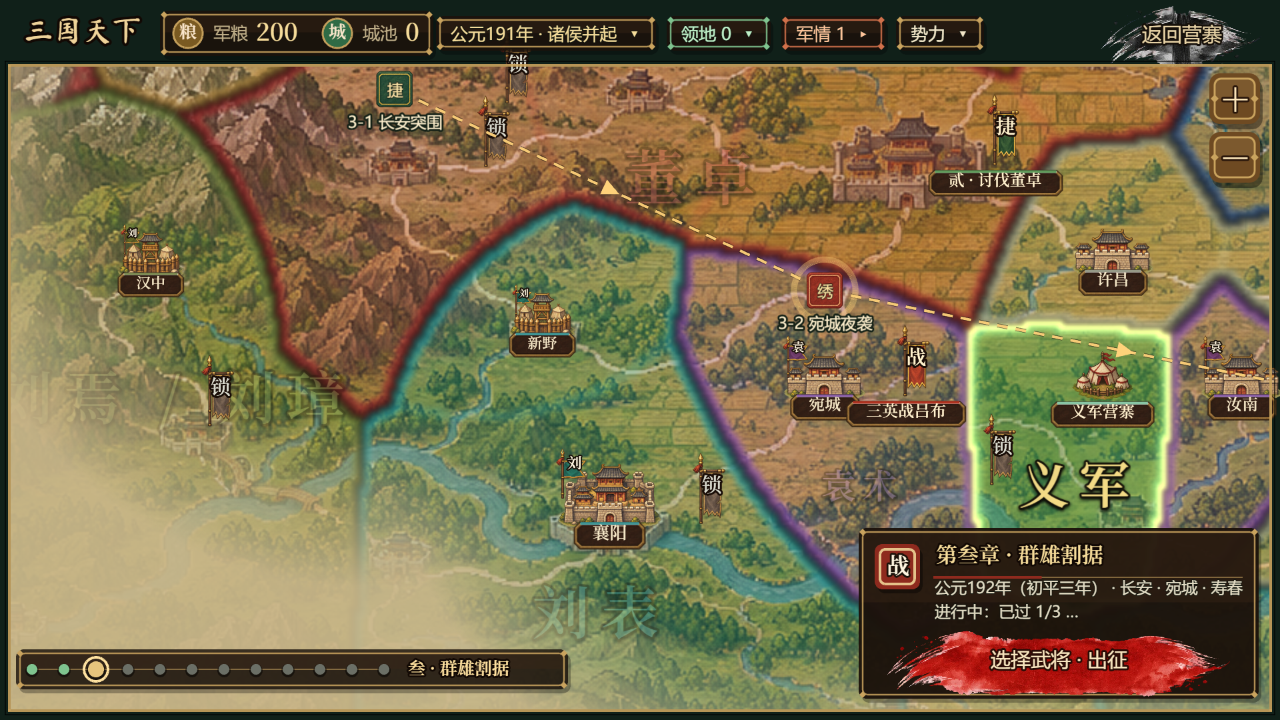 三国天下
粮 军粮 200 城 城池 0
公元191年 · 诸侯并起 ▼
领地 0 ▼
军情 1 ▸
势力 ▼
返回营寨
锁
捷
3-1 长安突围
锁
捷
贰 · 讨伐董卓
董卓
刘
汉中
许昌
刘
新野
绣
3-2 宛城夜袭
袁
宛城
战
三英战吕布
义军营寨
袁
汝南
锁
刘璋
锁
义军
袁术
刘
襄阳
锁
刘表
战
第叁章 · 群雄割据
公元192年（初平三年） · 长安 · 宛城 · 寿春
进行中：已过 1/3 ...
选择武将 · 出征
叁 · 群雄割据